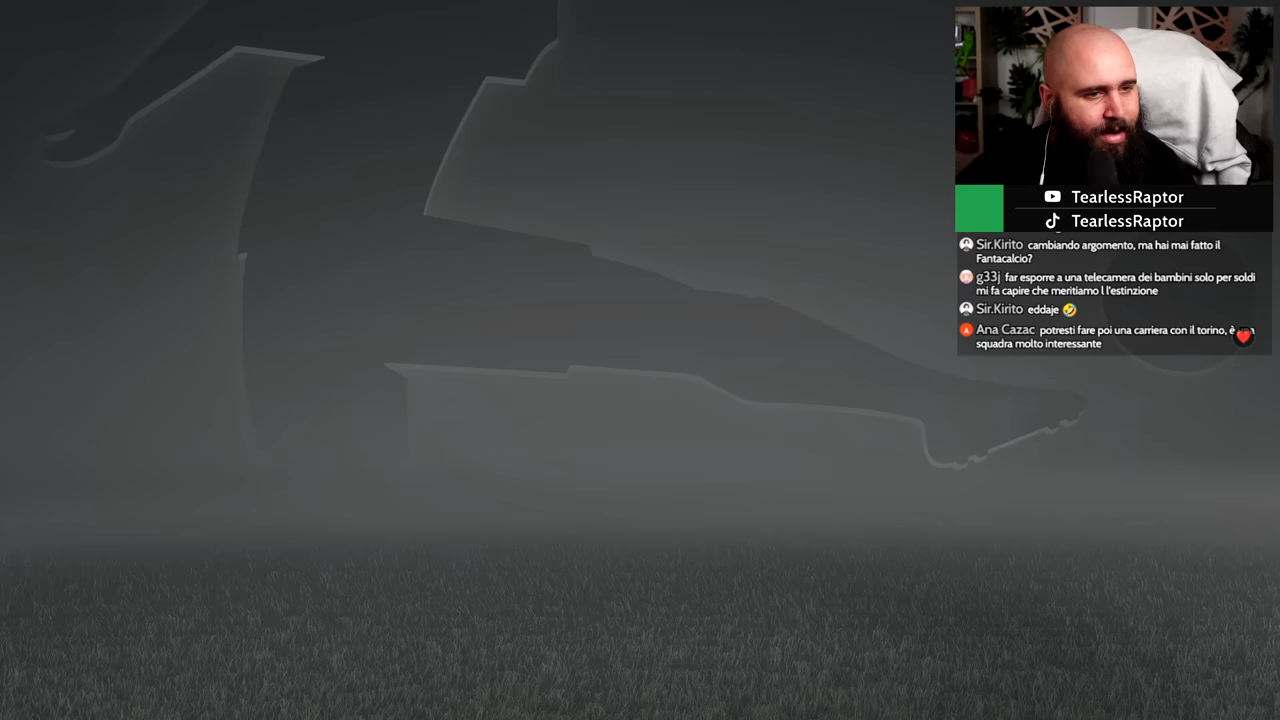 TearlessRaptor
TearlessRaptor
Sir.Kirito cambiando argomento, ma hai mai fatto il
Fantacalcio?
g33j far esporre a una telecamera dei bambini solo per soldi
mi fa capire che meritiamo l l'estinzione
Sir.Kirito eddaje 🤣
Ana Cazac potresti fare poi una carriera con il torino, è
squadra molto interessante